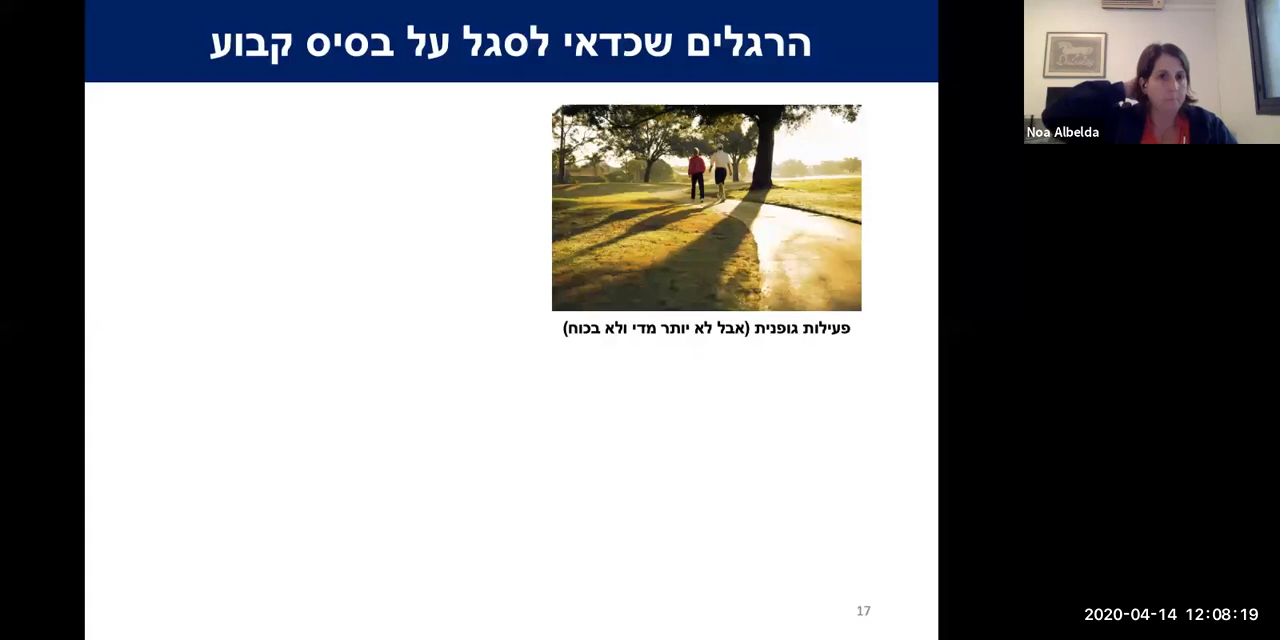 הרגלים שכדאי לסגל על בסיס קבוע
Noa Albelda
פעילות גופנית (אבל לא יותר מדי ולא בכוח)
17
2020-04-14 12:08:19